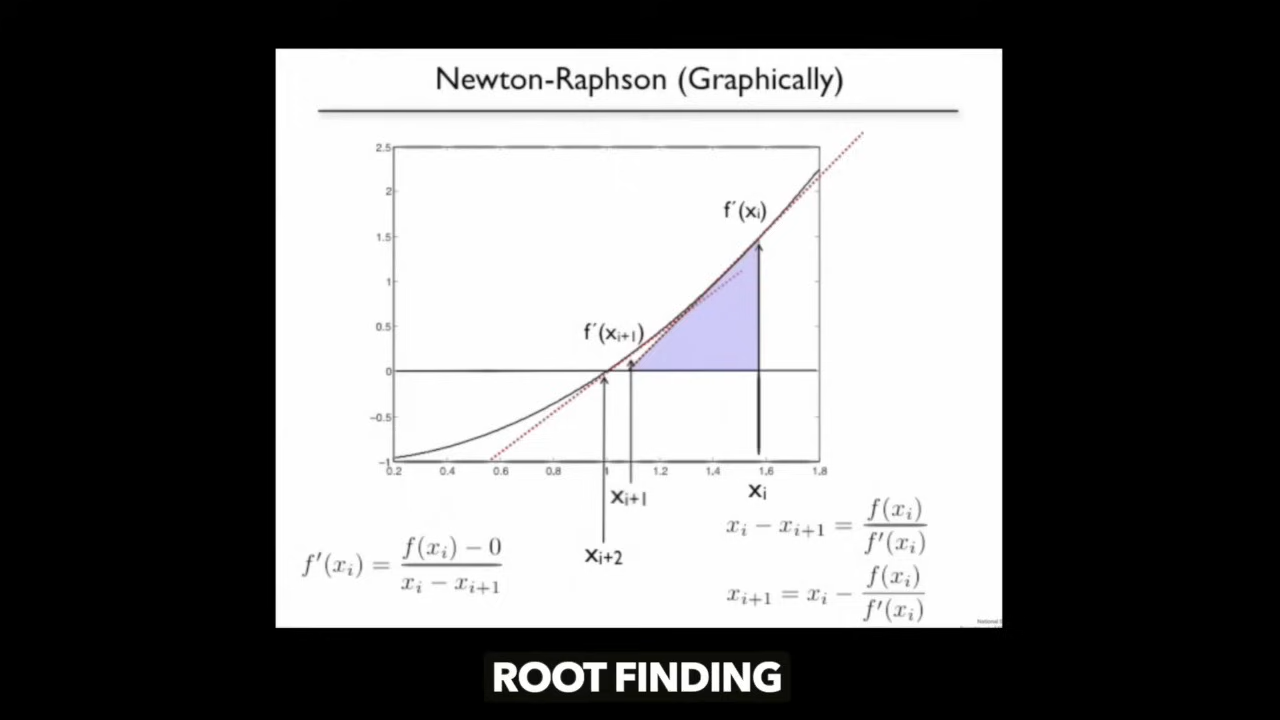 Newton-Raphson (Graphically)
2.5
2
1.5
1
0.5
0
-0.5
-1
0.2 0.4 0.6 0.8 1 1.2 1.4 1.6 1.8
f´(xᵢ)
f´(xᵢ₊₁)
xᵢ₊₁
xᵢ
xᵢ₊₂
f′(xᵢ) = (f(xᵢ) − 0) / (xᵢ − xᵢ₊₁)
xᵢ − xᵢ₊₁ = f(xᵢ) / f′(xᵢ)
xᵢ₊₁ = xᵢ − f(xᵢ) / f′(xᵢ)
National
ROOT FINDING